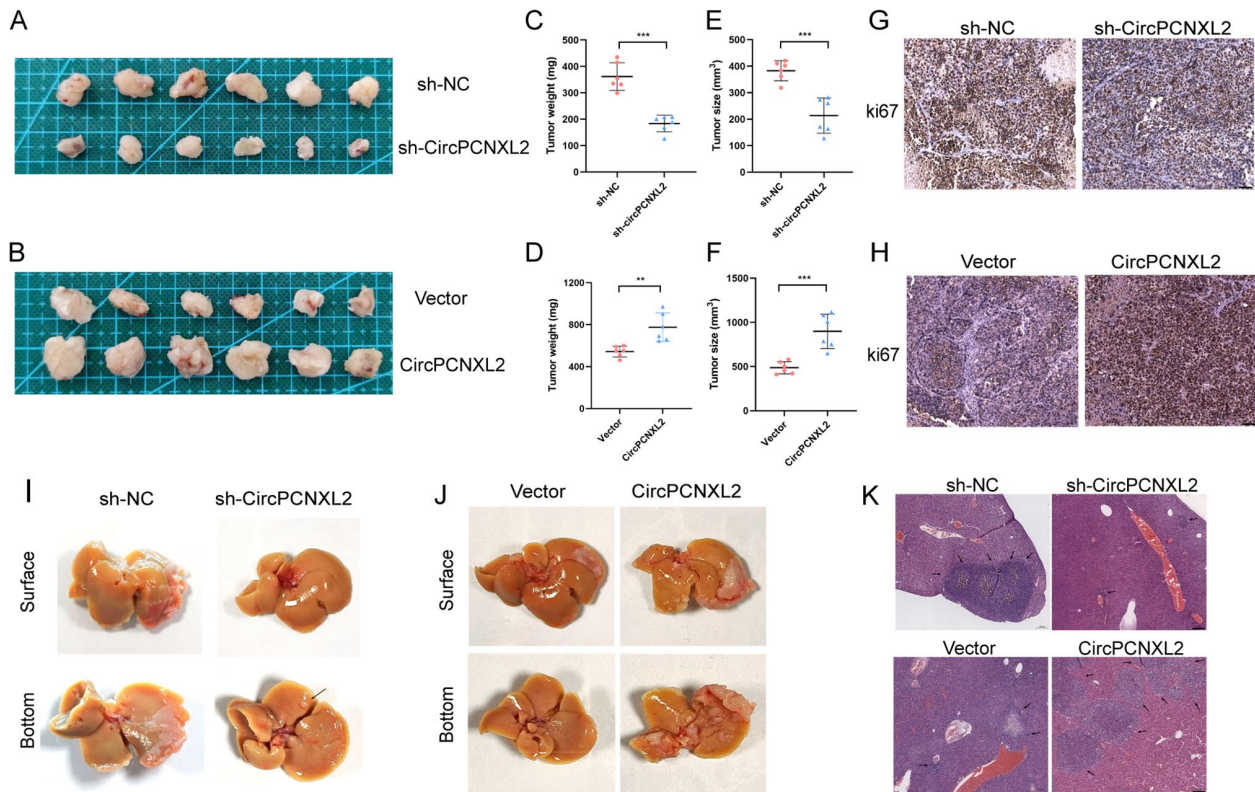 A
sh-NC
sh-CircPCNXL2
B
Vector
CircPCNXL2
C
***
Tumor weight (mg)
500
400
300
200
100
0
sh-NC
sh-circPCNXL2
E
***
Tumor size (mm3)
500
400
300
200
100
0
sh-NC
sh-circPCNXL2
D
**
Tumor weight (mg)
1200
800
400
0
Vector
CircPCNXL2
F
***
Tumor size (mm3)
1500
1000
500
0
Vector
CircPCNXL2
G
sh-NC
sh-CircPCNXL2
ki67
H
Vector
CircPCNXL2
ki67
I
sh-NC
sh-CircPCNXL2
Surface
Bottom
J
Vector
CircPCNXL2
Surface
Bottom
K
sh-NC
sh-CircPCNXL2
Vector
CircPCNXL2